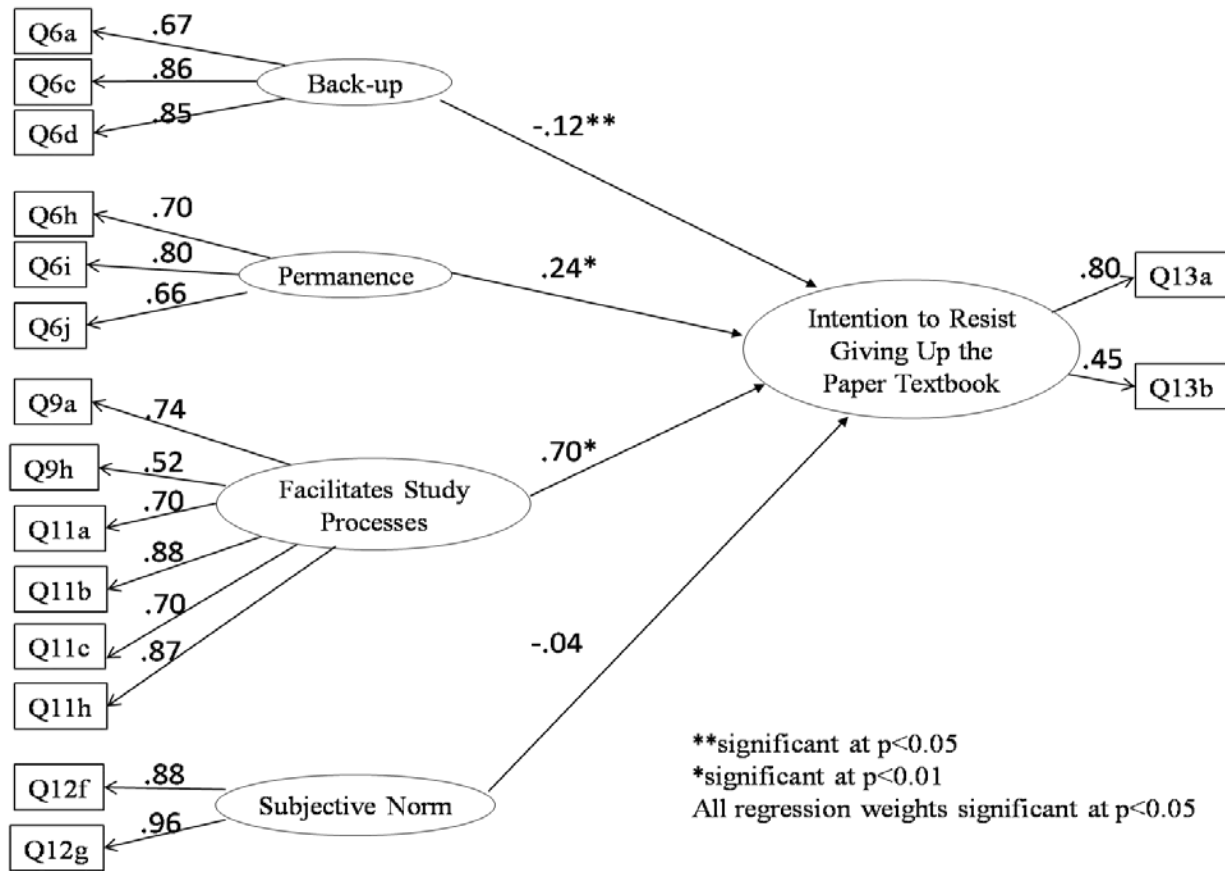 Q6a
.67
Q6c
.86
Q6d
.85
Back-up
-.12**
Q6h
.70
Q6i
.80
Q6j
.66
Permanence
.24*
Q9a
.74
Q9h
.52
Q11a
.70
Q11b
.88
Q11c
.70
Q11h
.87
Facilitates Study
Processes
.70*
Q12f
.88
Q12g
.96
Subjective Norm
-.04
Intention to Resist
Giving Up the
Paper Textbook
.80
Q13a
.45
Q13b
**significant at p<0.05
*significant at p<0.01
All regression weights significant at p<0.05